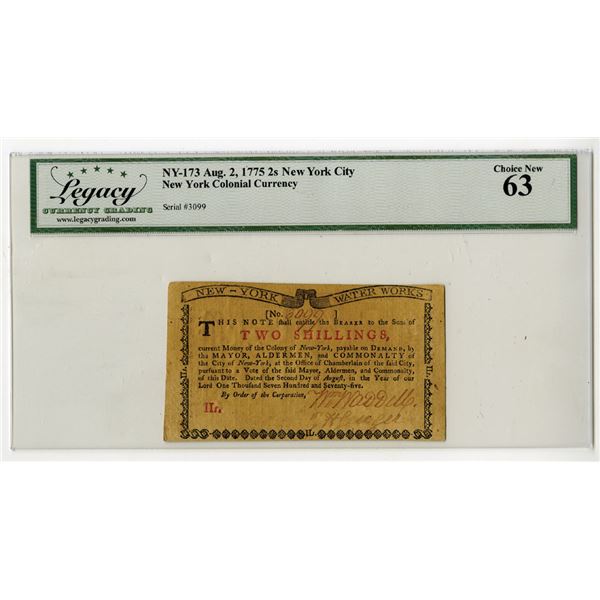 Legacy
CURRENCY GRADING
www.legacygrading.com
NY-173 Aug. 2, 1775 2s New York City
New York Colonial Currency
Serial #3099
Choice New
63
NEW-YORK WATER WORKS
[No. ]
THIS NOTE shall entitle the BEARER to the Sum of
TWO SHILLINGS,
current Money of the Colony of New-York, payable on DEMAND, by
the MAYOR, ALDERMEN, and COMMONALTY of
the City of New-York, at the Office of Chamberlain of the said City,
pursuant to a Vote of the said Mayor, Aldermen, and Commonalty,
of this Date. Dated the Second Day of August, in the Year of our
Lord One Thousand Seven Hundred and Seventy-five.
By Order of the Corporation,
IL.
IL.
IL.
IL.